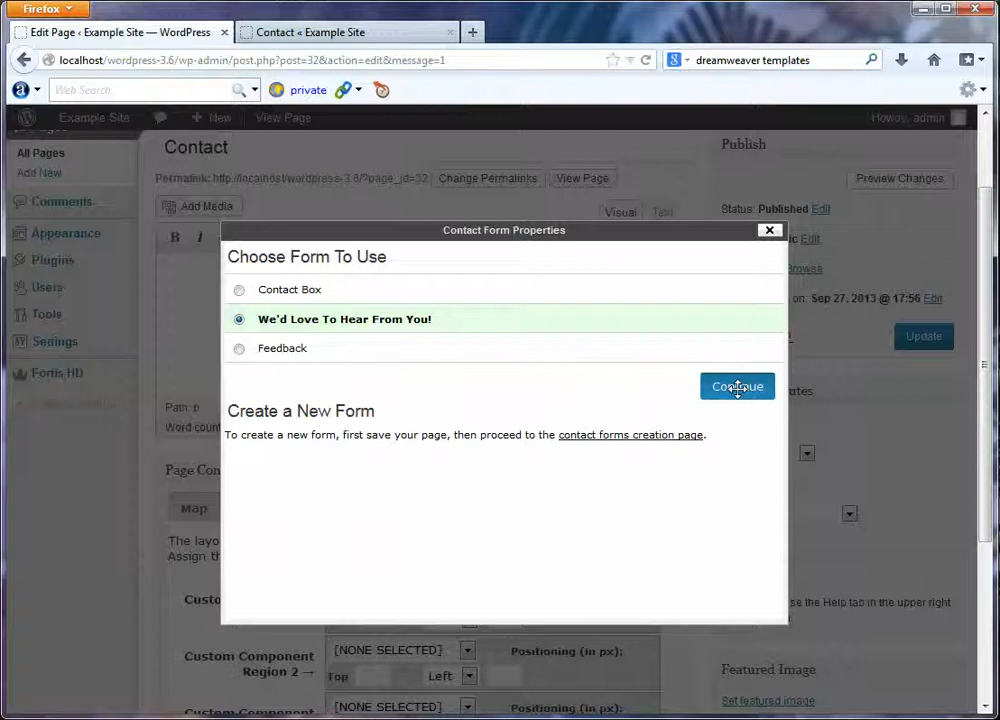 Firefox
Edit Page ‹ Example Site — WordPress
Contact « Example Site
localhost/wordpress-3.6/wp-admin/post.php?post=32&action=edit&message=1
dreamweaver templates
Web Search
private
Example Site
New
View Page
Howdy, admin
All Pages
Add New
Comments
Appearance
Plugins
Users
Tools
Settings
Fortis HD
Contact
Permalink: http://localhost/wordpress-3.6/?page_id=32
Change Permalinks
View Page
Add Media
Visual
Text
B I
Publish
Preview Changes
Status: Published Edit
ic Edit
Browse
on: Sep 27, 2013 @ 17:56 Edit
Update
Contact Form Properties
Choose Form To Use
Contact Box
We'd Love To Hear From You!
Feedback
Continue
Create a New Form
To create a new form, first save your page, then proceed to the contact forms creation page.
Path: p
Word count
Page Con
Map
The layo
Assign th
Custo
Custom Component
Region 2 →
[NONE SELECTED]
Positioning (in px):
Top
Left
Custom Component
[NONE SELECTED]
Positioning (in px):
utes
se the Help tab in the upper right
Featured Image
Set featured image